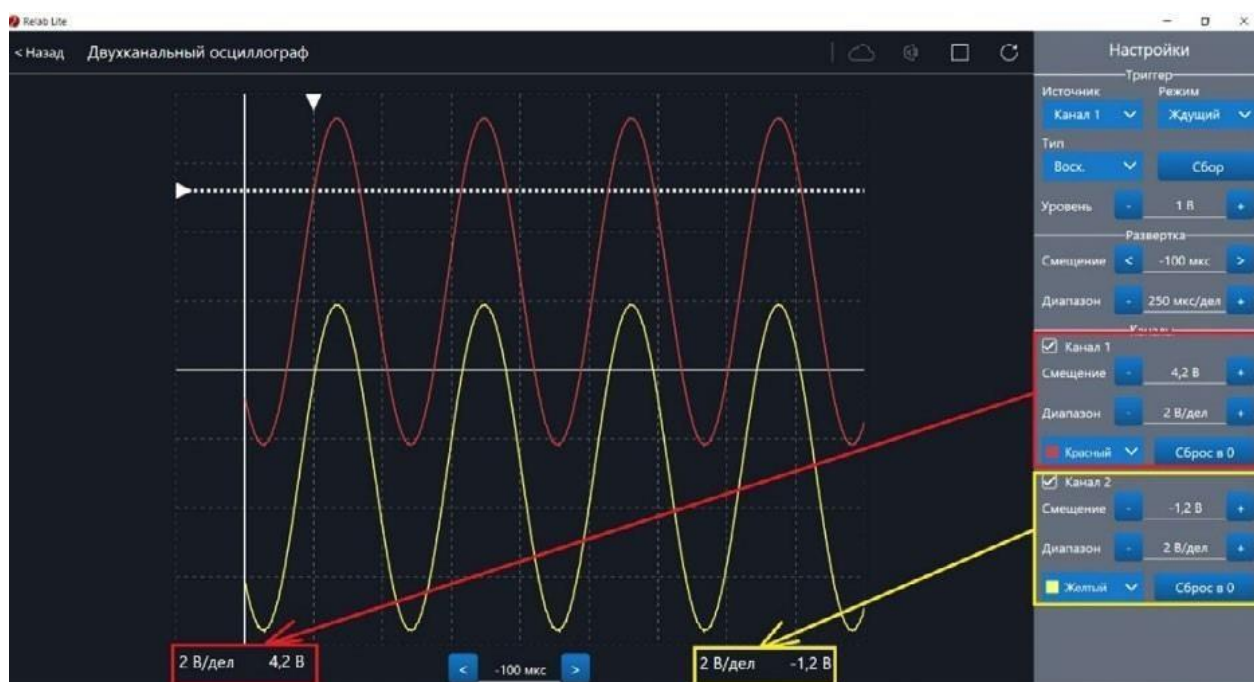 Relab Lite
< Назад Двухканальный осциллограф
Настройки
Триггер
Источник Режим
Канал 1 Ждущий
Тип
Восх. Сбор
Уровень - 1 В +
Развертка
Смещение < -100 мкс >
Диапазон - 250 мкс/дел +
Каналы
Канал 1
Смещение - 4,2 В +
Диапазон - 2 В/дел +
Красный Сброс в 0
Канал 2
Смещение - -1,2 В +
Диапазон - 2 В/дел +
Желтый Сброс в 0
2 В/дел 4,2 В < -100 мкс > 2 В/дел -1,2 В